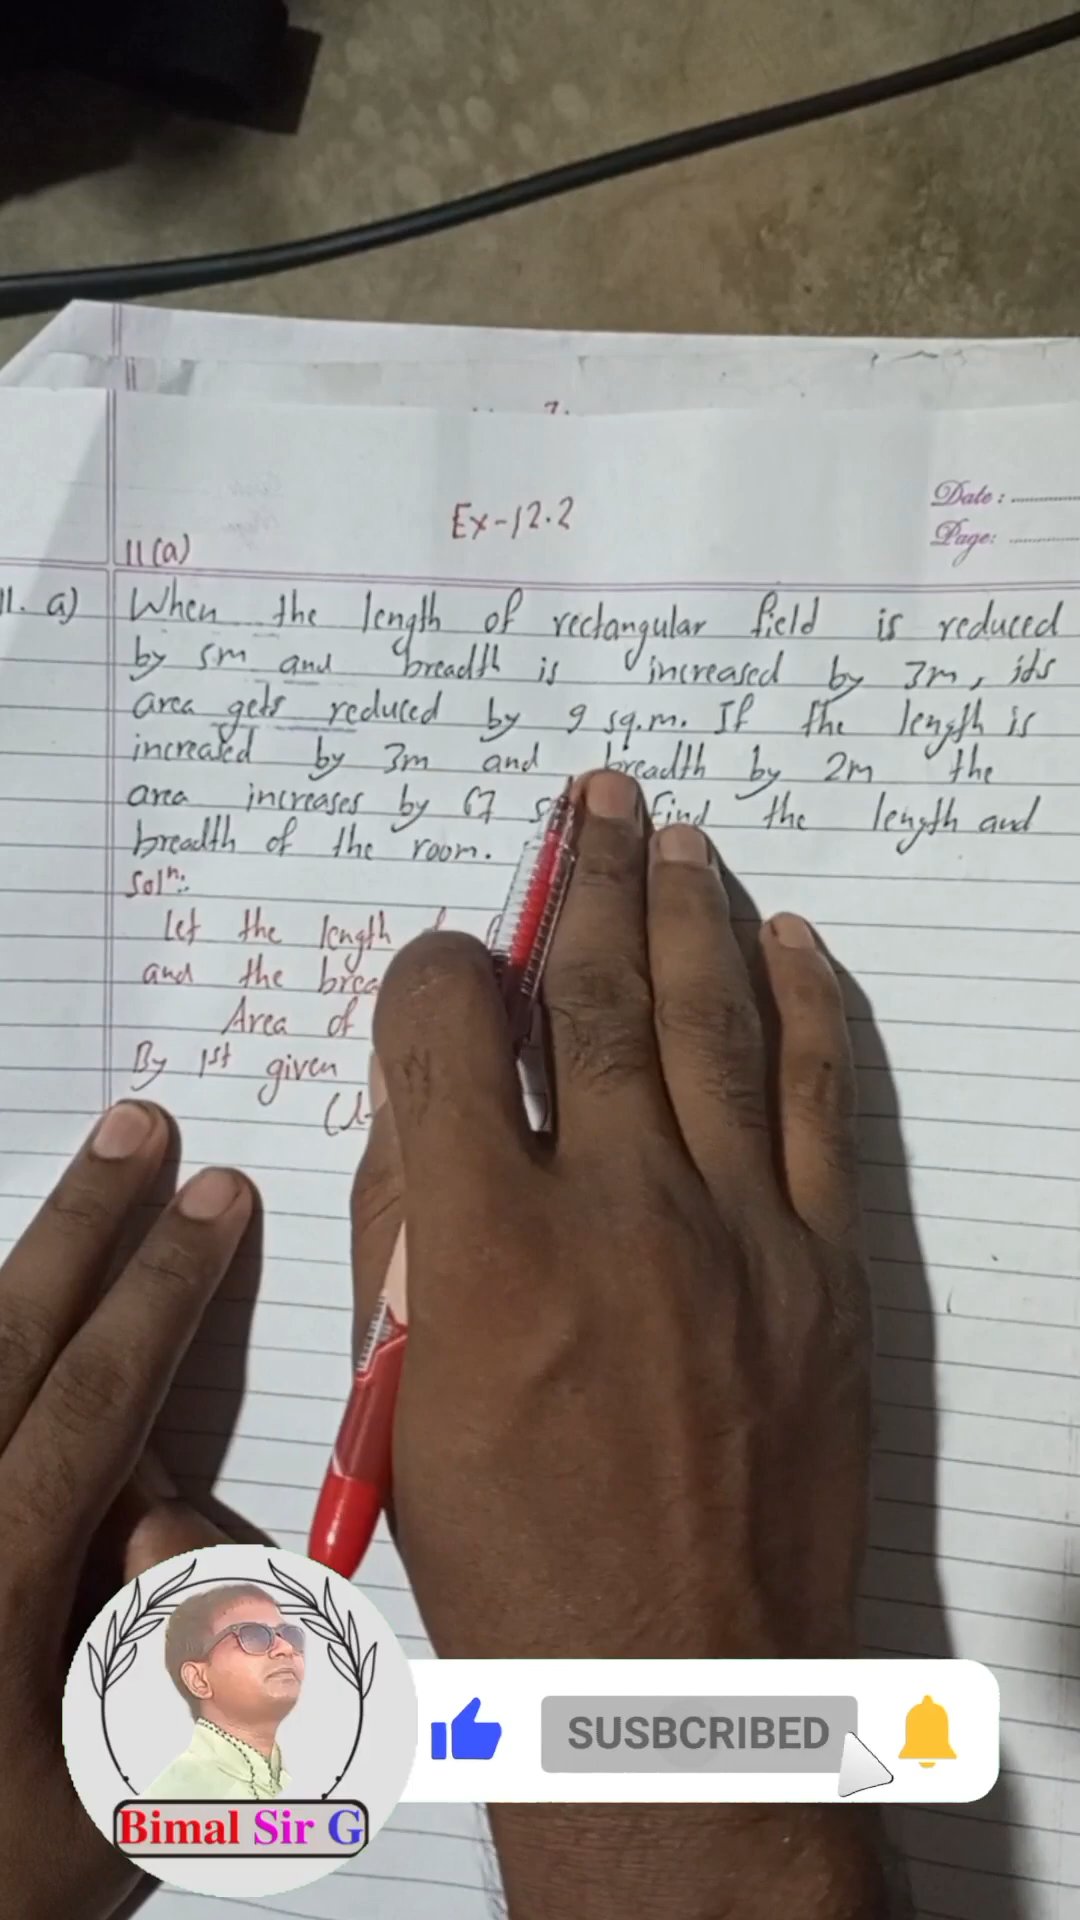 Date:
Page:
Ex-12.2
11(a)
11. a) When the length of rectangular field is reduced
by 5m and breadth is increased by 3m, its
area gets reduced by 9 sq.m. If the length is
increased by 3m and breadth by 2m the
area increases by 67 find the length and
breadth of the room.
Solⁿ:
Let the length
and the
Area of
By 1st given
SUSBCRIBED
Bimal Sir G